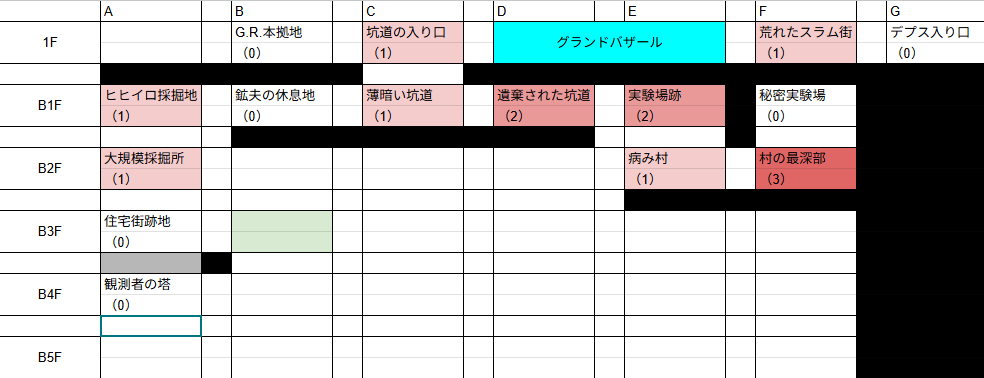 A B C D E F G
1F G.R.本拠地 坑道の入り口 グランドバザール 荒れたスラム街 デプス入り口
（0） （1） （1） （0）
B1F ヒヒイロ採掘地 鉱夫の休息地 薄暗い坑道 遺棄された坑道 実験場跡 秘密実験場
（1） （0） （1） （2） （2） （0）
B2F 大規模採掘所 病み村 村の最深部
（1） （1） （3）
B3F 住宅街跡地
（0）
B4F 観測者の塔
（0）
B5F